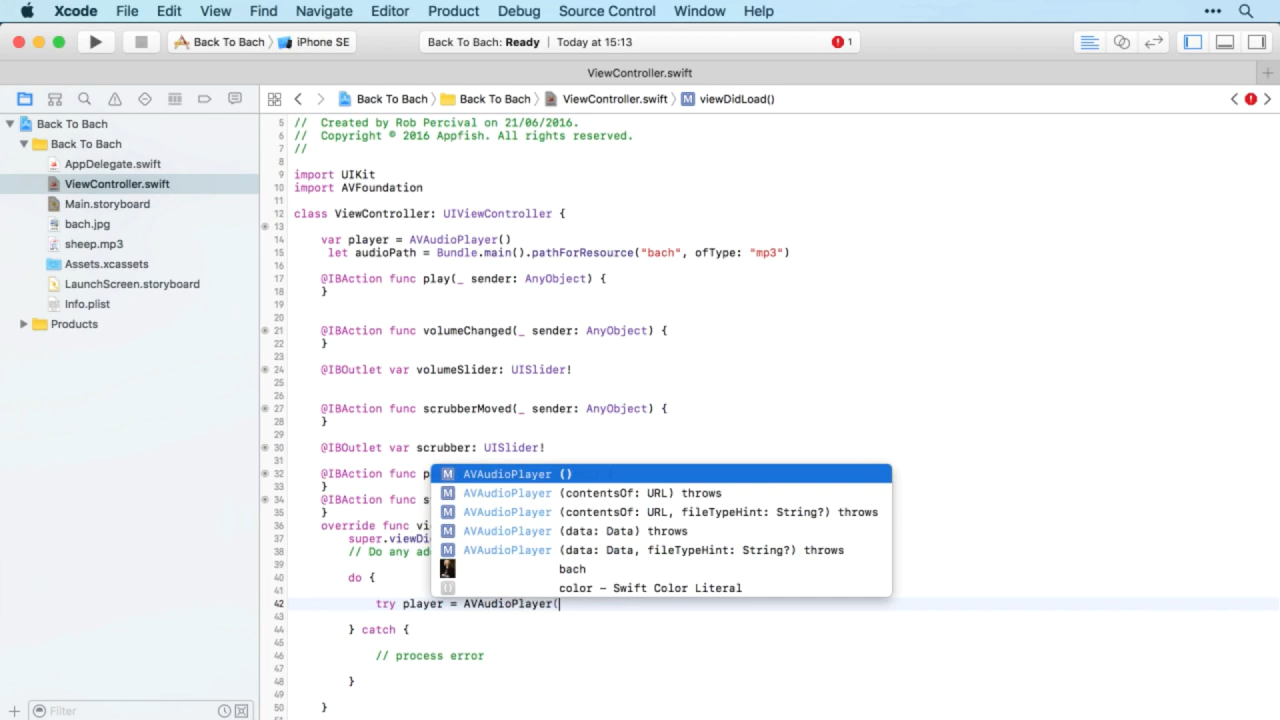 Xcode File Edit View Find Navigate Editor Product Debug Source Control Window Help
Back To Bach iPhone SE Back To Bach: Ready | Today at 15:13 1
ViewController.swift
Back To Bach Back To Bach ViewController.swift M viewDidLoad()
Back To Bach
Back To Bach
AppDelegate.swift
ViewController.swift
Main.storyboard
bach.jpg
sheep.mp3
Assets.xcassets
LaunchScreen.storyboard
Info.plist
Products
Filter
5 // Created by Rob Percival on 21/06/2016.
6 // Copyright © 2016 Appfish. All rights reserved.
7 //
8
9 import UIKit
10 import AVFoundation
11
12 class ViewController: UIViewController {
13
14 var player = AVAudioPlayer()
15 let audioPath = Bundle.main().pathForResource("bach", ofType: "mp3")
16
17 @IBAction func play(_ sender: AnyObject) {
18 }
19
20
21 @IBAction func volumeChanged(_ sender: AnyObject) {
22 }
23
24 @IBOutlet var volumeSlider: UISlider!
25
26
27 @IBAction func scrubberMoved(_ sender: AnyObject) {
28 }
29
30 @IBOutlet var scrubber: UISlider!
31
32 @IBAction func p
33 }
34 @IBAction func s
35 }
36 override func vi
37 super.viewDi
38 // Do any ad
39
40 do {
41
42 try player = AVAudioPlayer(
43
44 } catch {
45
46 // process error
47
48 }
49
50 }
M AVAudioPlayer ()
M AVAudioPlayer (contentsOf: URL) throws
M AVAudioPlayer (contentsOf: URL, fileTypeHint: String?) throws
M AVAudioPlayer (data: Data) throws
M AVAudioPlayer (data: Data, fileTypeHint: String?) throws
bach
{} color – Swift Color Literal